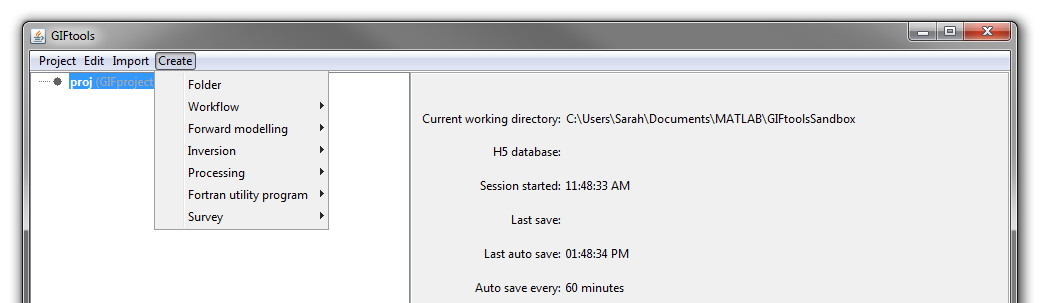 GIFtools
Project Edit Import Create
proj (GIFproject
Folder
Workflow
Forward modelling
Inversion
Processing
Fortran utility program
Survey
Current working directory: C:\Users\Sarah\Documents\MATLAB\GIFtoolsSandbox
H5 database:
Session started: 11:48:33 AM
Last save:
Last auto save: 01:48:34 PM
Auto save every: 60 minutes